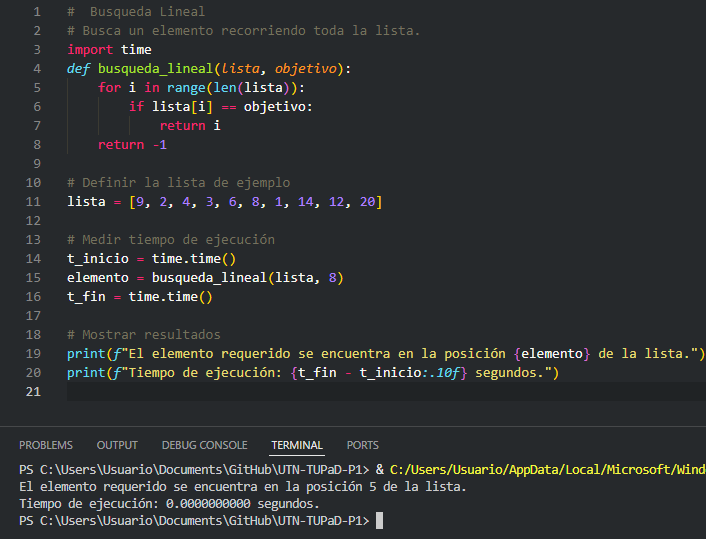 1 #  Busqueda Lineal
2 # Busca un elemento recorriendo toda la lista.
3 import time
4 def busqueda_lineal(lista, objetivo):
5     for i in range(len(lista)):
6         if lista[i] == objetivo:
7             return i
8     return -1
9
10 # Definir la lista de ejemplo
11 lista = [9, 2, 4, 3, 6, 8, 1, 14, 12, 20]
12
13 # Medir tiempo de ejecución
14 t_inicio = time.time()
15 elemento = busqueda_lineal(lista, 8)
16 t_fin = time.time()
17
18 # Mostrar resultados
19 print(f"El elemento requerido se encuentra en la posición {elemento} de la lista.")
20 print(f"Tiempo de ejecución: {t_fin - t_inicio:.10f} segundos.")
21
PROBLEMS OUTPUT DEBUG CONSOLE TERMINAL PORTS
PS C:\Users\Usuario\Documents\GitHub\UTN-TUPaD-P1> & C:/Users/Usuario/AppData/Local/Microsoft/Wind
El elemento requerido se encuentra en la posición 5 de la lista.
Tiempo de ejecución: 0.0000000000 segundos.
PS C:\Users\Usuario\Documents\GitHub\UTN-TUPaD-P1>